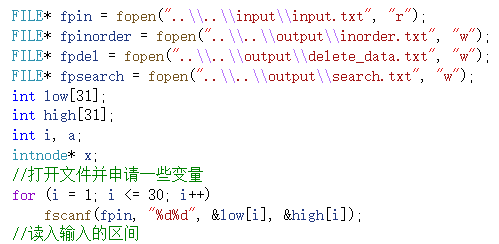 FILE* fpin = fopen("..\\..\\input\\input.txt", "r");
FILE* fpinorder = fopen("..\\..\\output\\inorder.txt", "w");
FILE* fpdel = fopen("..\\..\\output\\delete_data.txt", "w");
FILE* fpsearch = fopen("..\\..\\output\\search.txt", "w");
int low[31];
int high[31];
int i, a;
intnode* x;
//打开文件并申请一些变量
for (i = 1; i <= 30; i++)
    fscanf(fpin, "%d%d", &low[i], &high[i]);
//读入输入的区间